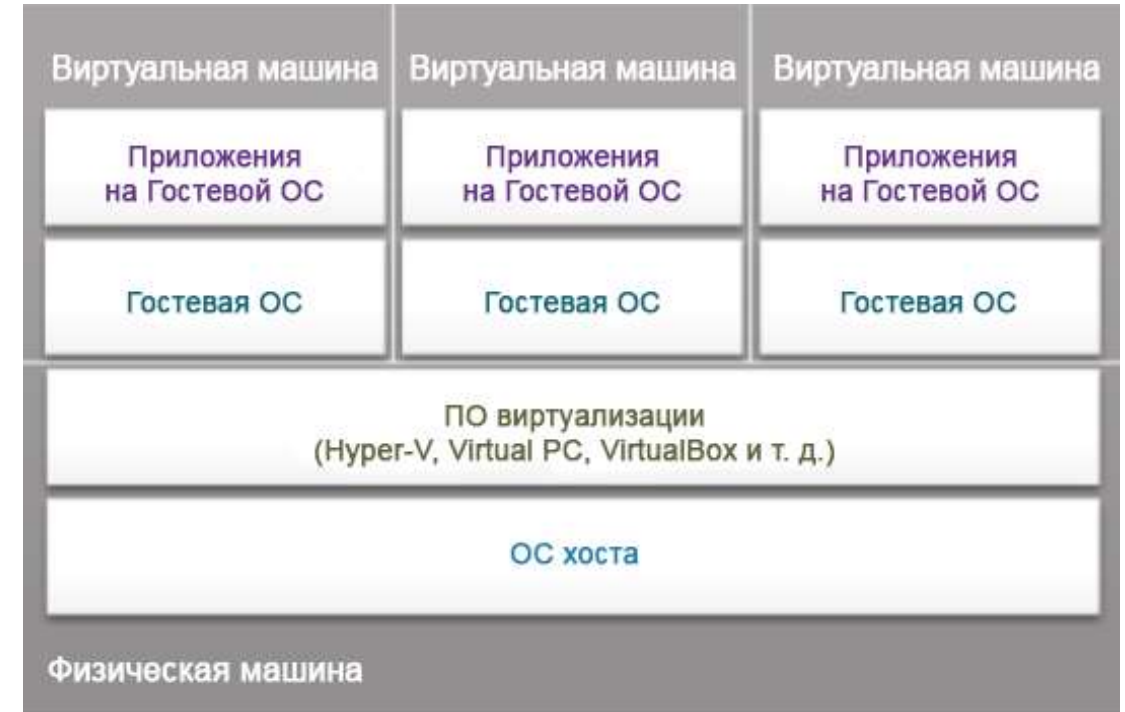 Виртуальная машина
Виртуальная машина
Виртуальная машина
Приложения
на Гостевой ОС
Приложения
на Гостевой ОС
Приложения
на Гостевой ОС
Гостевая ОС
Гостевая ОС
Гостевая ОС
ПО виртуализации
(Hyper-V, Virtual PC, VirtualBox и т. д.)
ОС хоста
Физическая машина